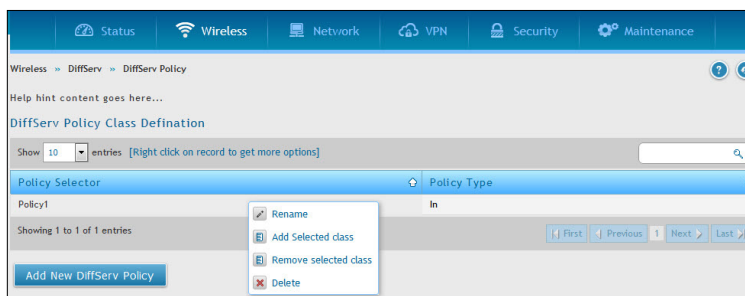 Status Wireless Network VPN Security Maintenance
Wireless » DiffServ » DiffServ Policy
?
Help hint content goes here...
DiffServ Policy Class Defination
Show 10 entries [Right click on record to get more options]
Policy Selector Policy Type
Policy1 In
Rename
Add Selected class
Remove selected class
Delete
Showing 1 to 1 of 1 entries First Previous 1 Next Last
Add New DiffServ Policy